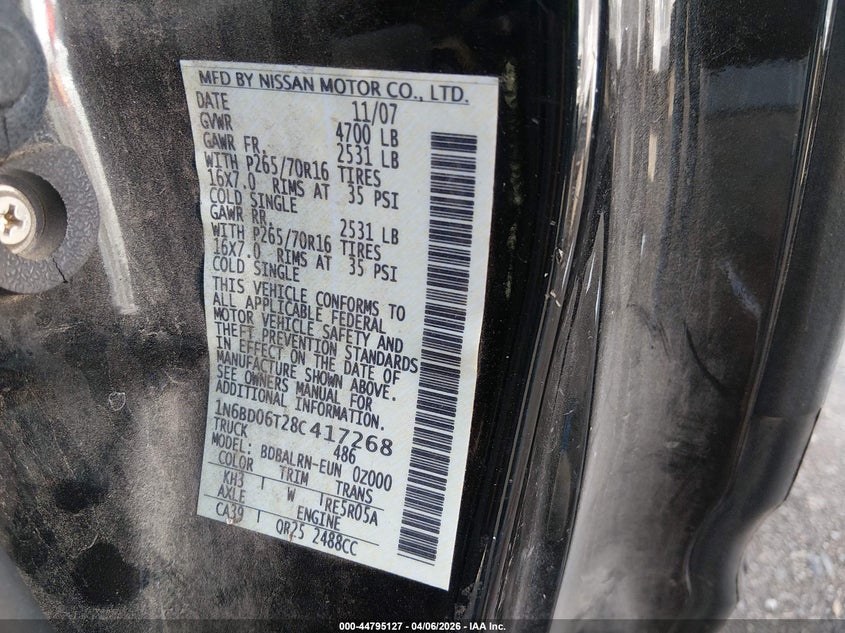 MFD BY NISSAN MOTOR CO., LTD.
DATE 11/07
GVWR 4700 LB
GAWR FR. 2531 LB
WITH P265/70R16 TIRES
16X7.0 RIMS AT 35 PSI
COLD SINGLE
GAWR RR. 2531 LB
WITH P265/70R16 TIRES
16X7.0 RIMS AT 35 PSI
COLD SINGLE
THIS VEHICLE CONFORMS TO
ALL APPLICABLE FEDERAL
MOTOR VEHICLE SAFETY AND
THEFT PREVENTION STANDARDS
IN EFFECT ON THE DATE OF
MANUFACTURE SHOWN ABOVE.
SEE OWNERS MANUAL FOR
ADDITIONAL INFORMATION.
1N6BD06T28C417268
TRUCK 486
MODEL: BDBALRN-EUN 0Z000
COLOR TRIM TRANS
KH3 W RE5R05A
AXLE ENGINE
CA39 QR25 2488CC
000-44795127 - 04/06/2026 - IAA Inc.